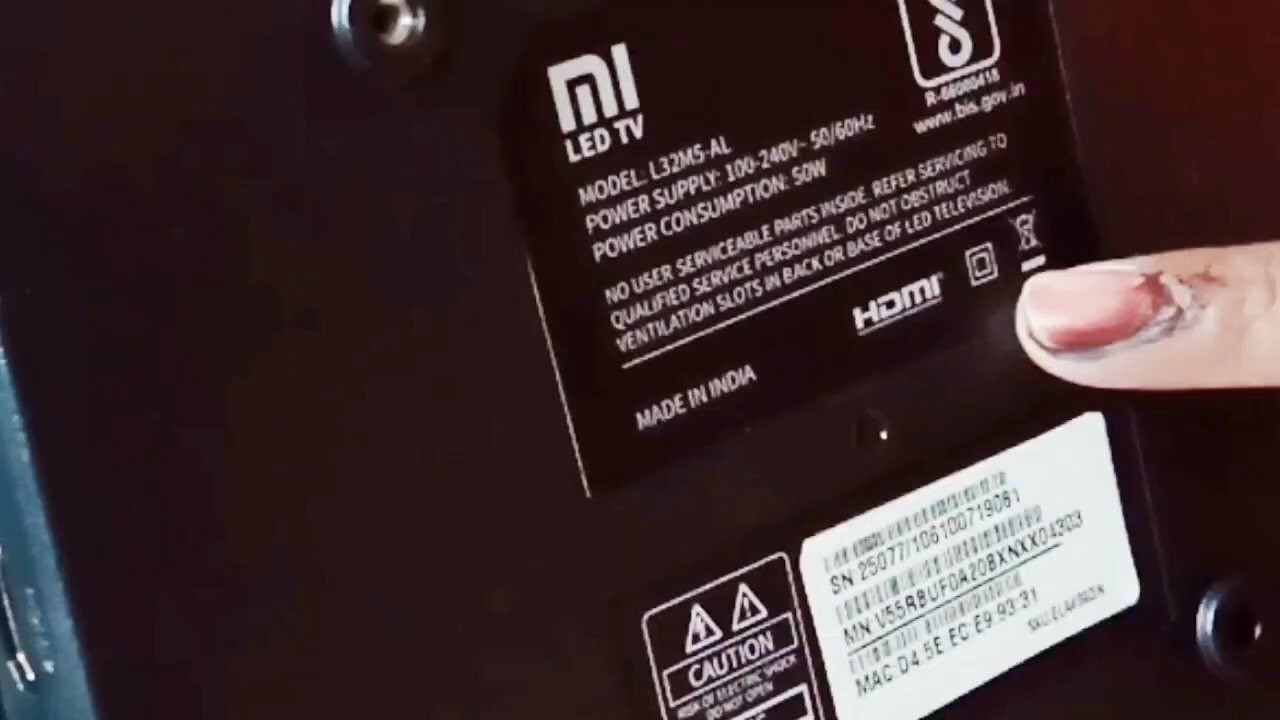 mi
LED TV
MODEL: L32M5-AL
POWER SUPPLY: 100-240V~ 50/60Hz
POWER CONSUMPTION: 50W
R-66000418
www.bis.gov.in
NO USER SERVICEABLE PARTS INSIDE. REFER SERVICING TO
QUALIFIED SERVICE PERSONNEL. DO NOT OBSTRUCT
VENTILATION SLOTS IN BACK OR BASE OF LED TELEVISION.
HDMI
MADE IN INDIA
SN:25077/106100719061
MN:V55R8UF0A208XNXX04303
MAC:D4:5E:EC:E9:93:31
CAUTION
RISK OF ELECTRIC SHOCK
DO NOT OPEN